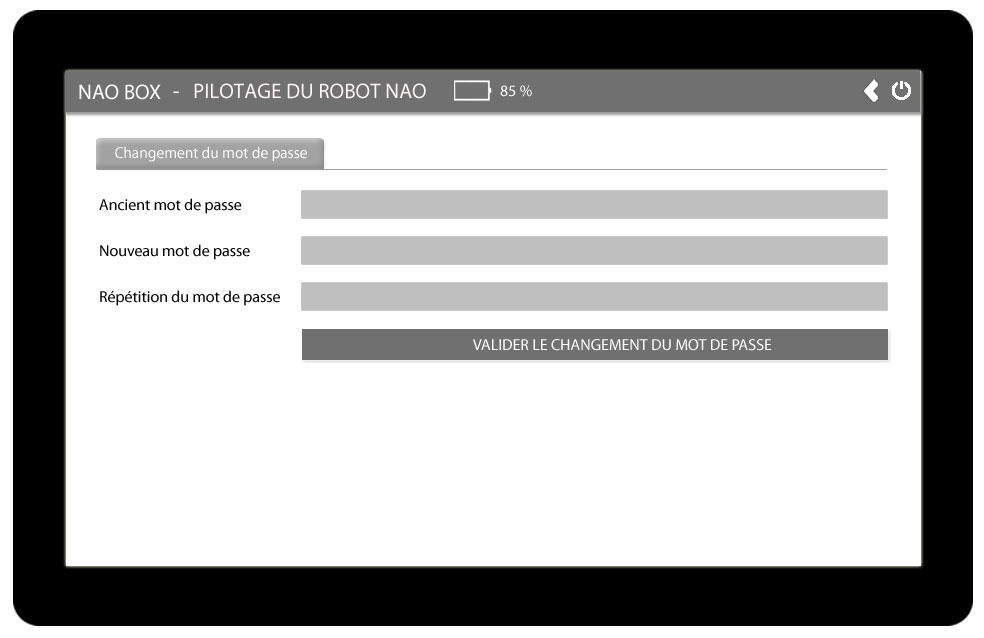 NAO BOX - PILOTAGE DU ROBOT NAO 85 %
Changement du mot de passe
Ancient mot de passe
Nouveau mot de passe
Répétition du mot de passe
VALIDER LE CHANGEMENT DU MOT DE PASSE